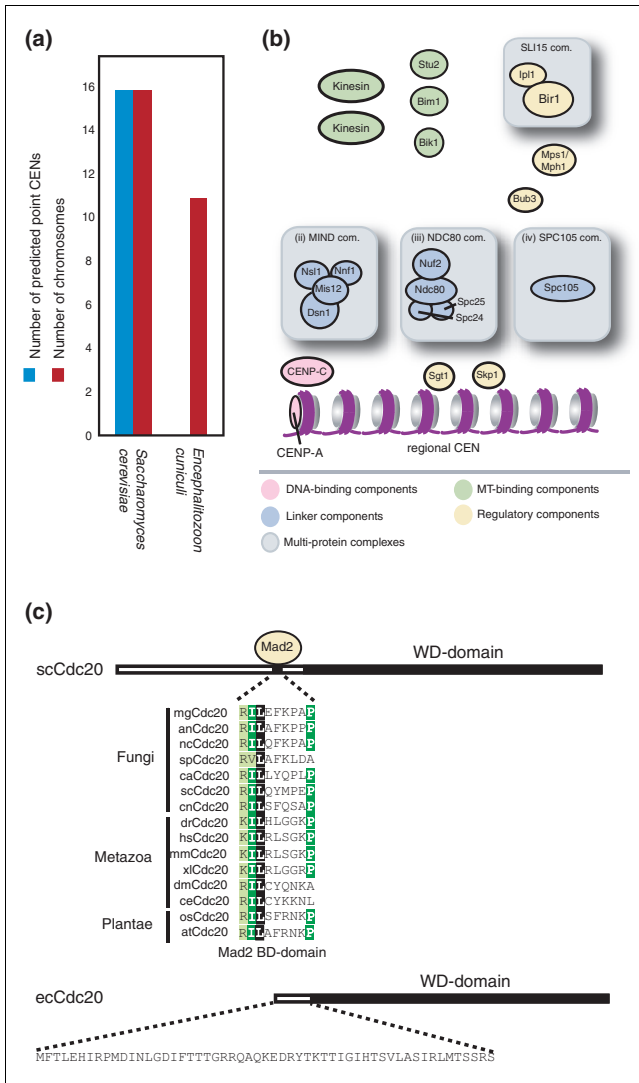 (a)
Number of predicted point CENs
Number of chromosomes
16
14
12
10
8
6
4
2
0
Saccharomyces
cerevisiae
Encephalitozoon
cuniculi
(b)
Kinesin
Kinesin
Stu2
Bim1
Bik1
SLI15 com.
Ipl1
Bir1
Mps1/
Mph1
Bub3
(ii) MIND com.
Nsl1
Nnf1
Mis12
Dsn1
(iii) NDC80 com.
Nuf2
Ndc80
Spc25
Spc24
(iv) SPC105 com.
Spc105
CENP-C
Sgt1
Skp1
CENP-A
regional CEN
DNA-binding components
MT-binding components
Linker components
Regulatory components
Multi-protein complexes
(c)
Mad2
WD-domain
scCdc20
Fungi
mgCdc20 RILEFKPAP
anCdc20 RILAFKPPP
ncCdc20 RILQFKPAP
spCdc20 RVLAFKLDA
caCdc20 RILLYQPLP
scCdc20 RILQYMPEP
cnCdc20 RILSFQSAP
Metazoa
drCdc20 KILHLGGKP
hsCdc20 KILRLSGKP
mmCdc20 KILRLSGKP
xlCdc20 KILRLGGRP
dmCdc20 RILCYQNKA
ceCdc20 RILCYKKNL
Plantae
osCdc20 RILSFRNKP
atCdc20 RILAFRNKP
Mad2 BD-domain
WD-domain
ecCdc20
MFTLEHIRPMDINLGDIFTTTGRRQAQKEDRYTKTTIGIHTSVLASIRLMTSSRS